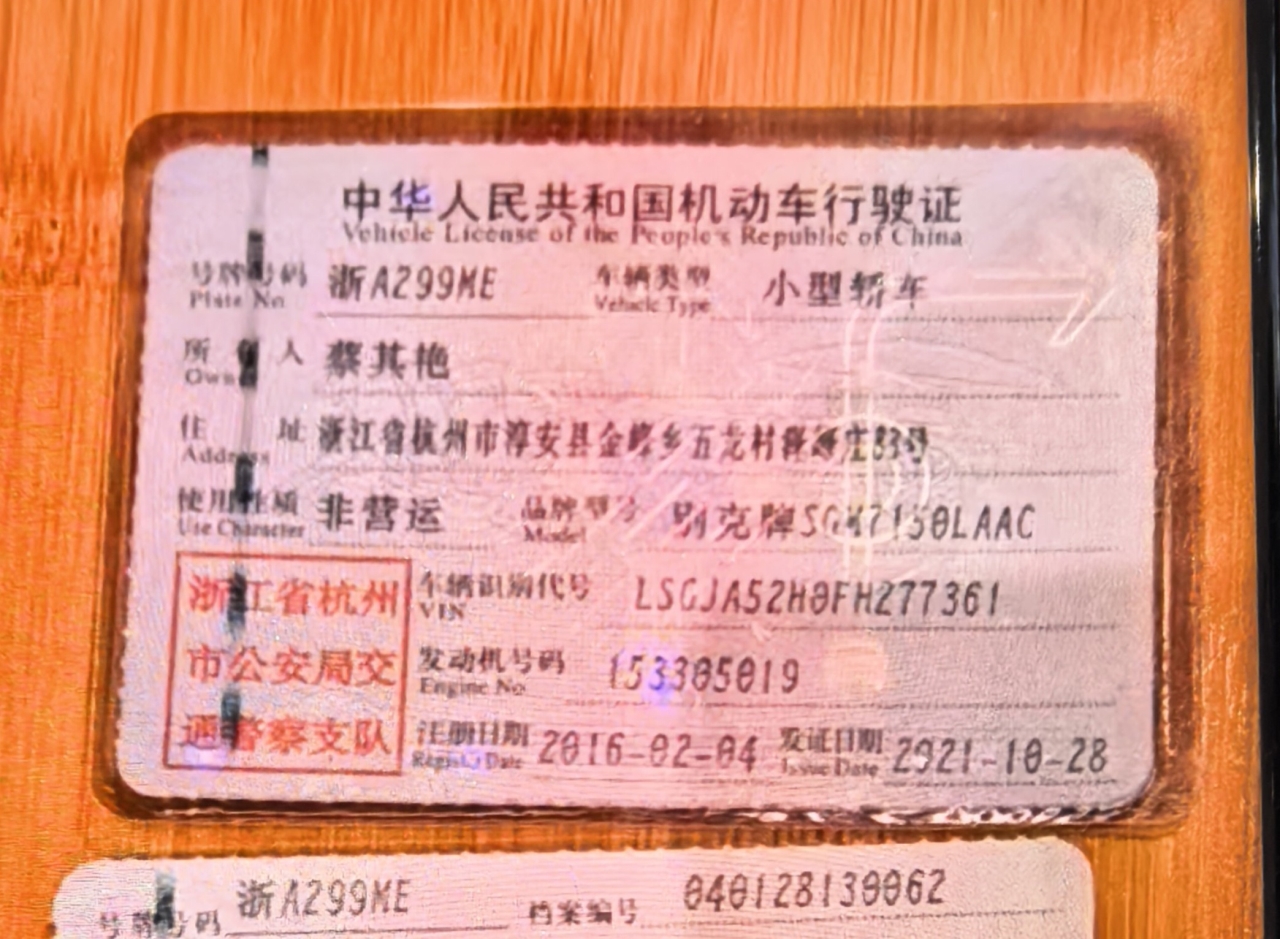 中华人民共和国机动车行驶证
Vehicle License of the People's Republic of China
号牌号码 浙A299ME 车辆类型 小型轿车
Plate No Vehicle Type
所 人 蔡其艳
Owner
住 址 浙江省杭州市淳安县金峰乡五龙村 庄83号
Address
使用性质 非营运 品牌型号 别克牌SGM7150LAAC
Use Character Model
浙江省杭州
市公安局交
通警察支队
车辆识别代号 LSGJA52H0FH277361
VIN
发动机号码 153305019
Engine No
注册日期 2016-02-04 发证日期 2021-10-28
Register Date Issue Date
号牌号码 浙A299ME 档案编号 040128130062